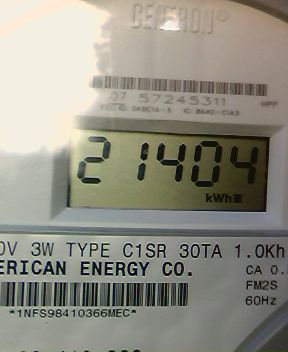 CENTRON®
07 57245311 HPP
21404
kWh
0V 3W TYPE C1SR 30TA 1.0Kh
ERICAN ENERGY CO.
CA 0.
FM2S
60Hz
*1NFS98410366MEC*